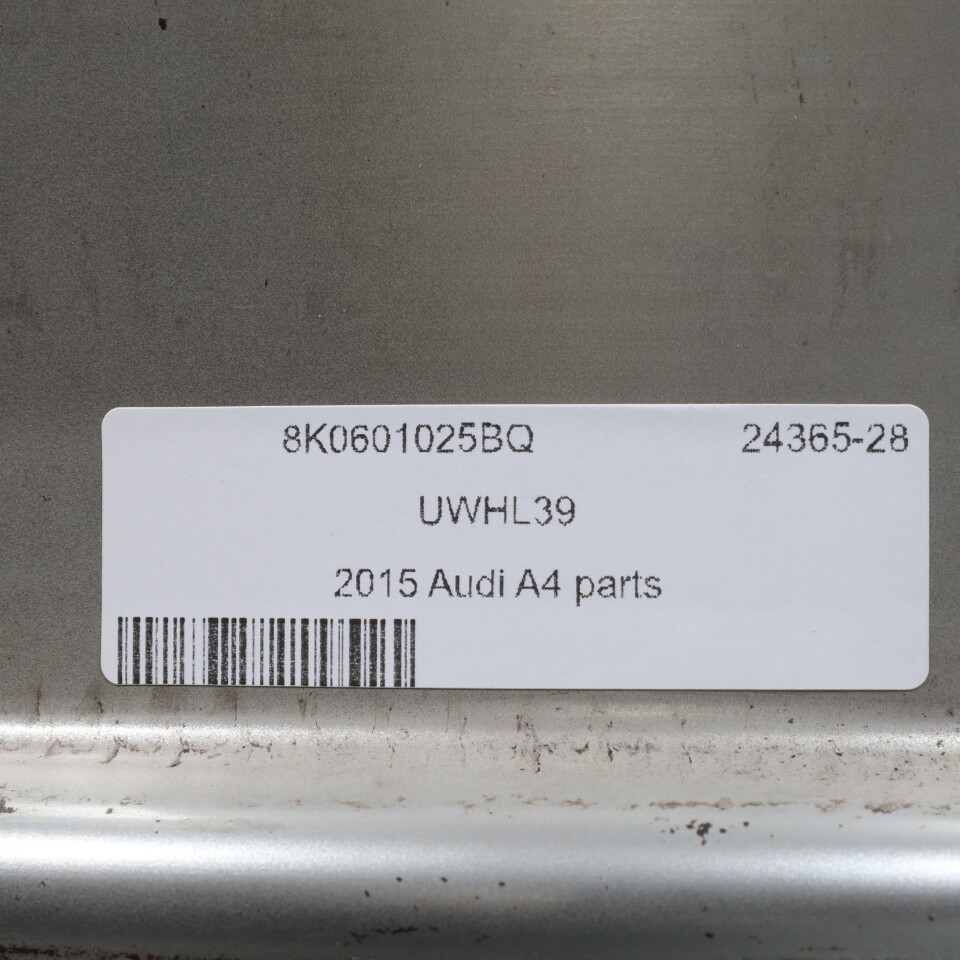 8K0601025BQ 24365-28
UWHL39
2015 Audi A4 parts